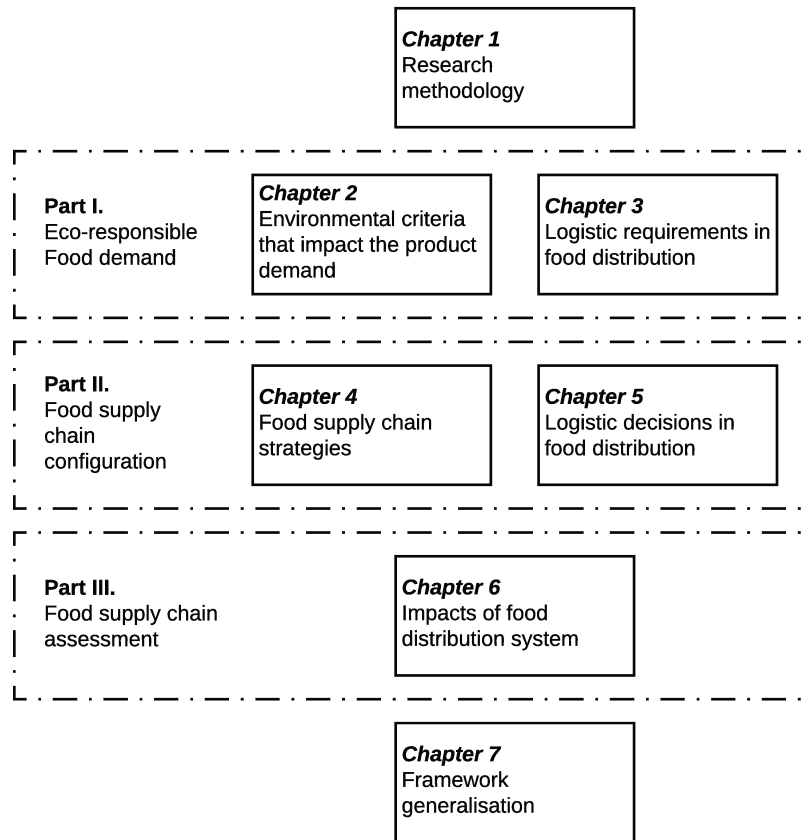 Chapter 1
Research
methodology
Part I.
Eco-responsible
Food demand
Chapter 2
Environmental criteria
that impact the product
demand
Chapter 3
Logistic requirements in
food distribution
Part II.
Food supply
chain
configuration
Chapter 4
Food supply chain
strategies
Chapter 5
Logistic decisions in
food distribution
Part III.
Food supply chain
assessment
Chapter 6
Impacts of food
distribution system
Chapter 7
Framework
generalisation